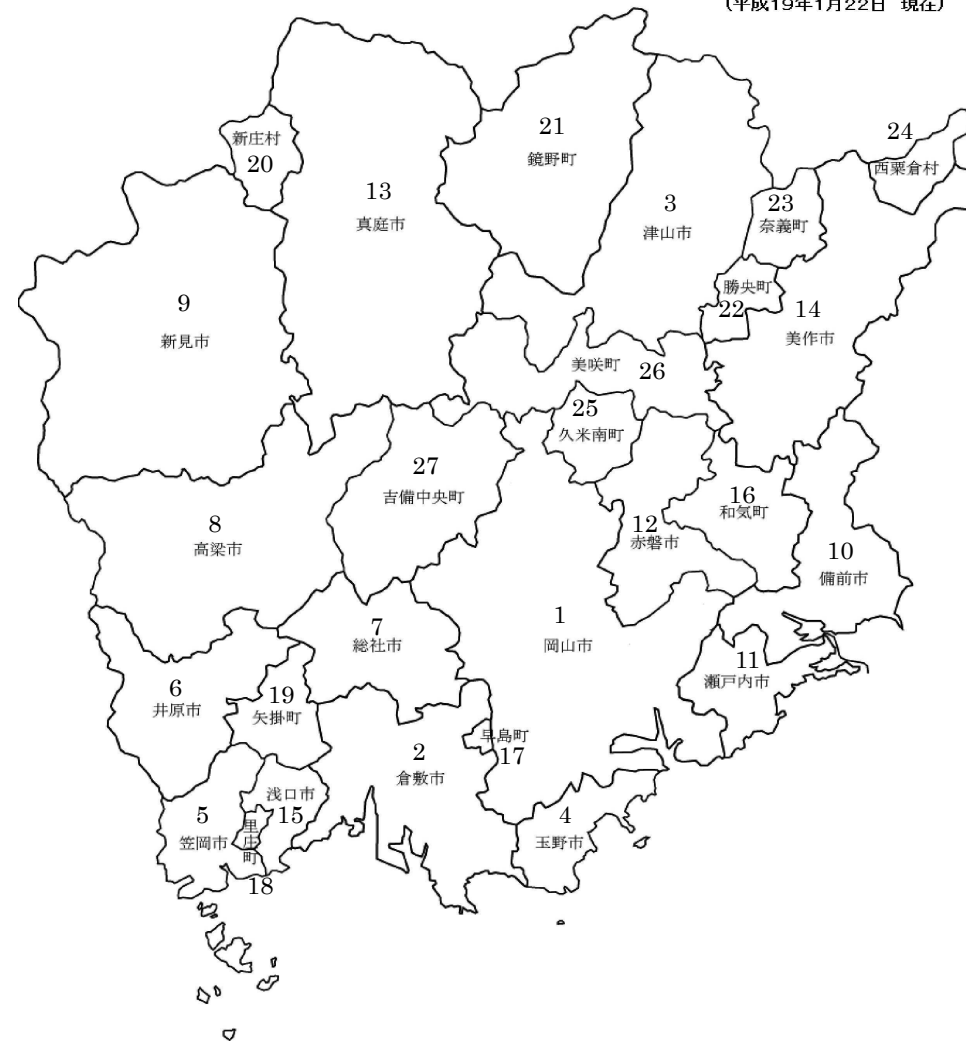 (平成19年1月22日 現在)
21
鏡野町
24
西粟倉村
新庄村
20
13
真庭市
3
津山市
23
奈義町
勝央町
22
14
美作市
9
新見市
美咲町
26
25
久米南町
27
吉備中央町
16
和気町
12
赤磐市
8
高梁市
10
備前市
1
岡山市
7
総社市
11
瀬戸内市
6
井原市
19
矢掛町
2
倉敷市
早島町
17
浅口市
15
5
笠岡市
里庄町
18
4
玉野市